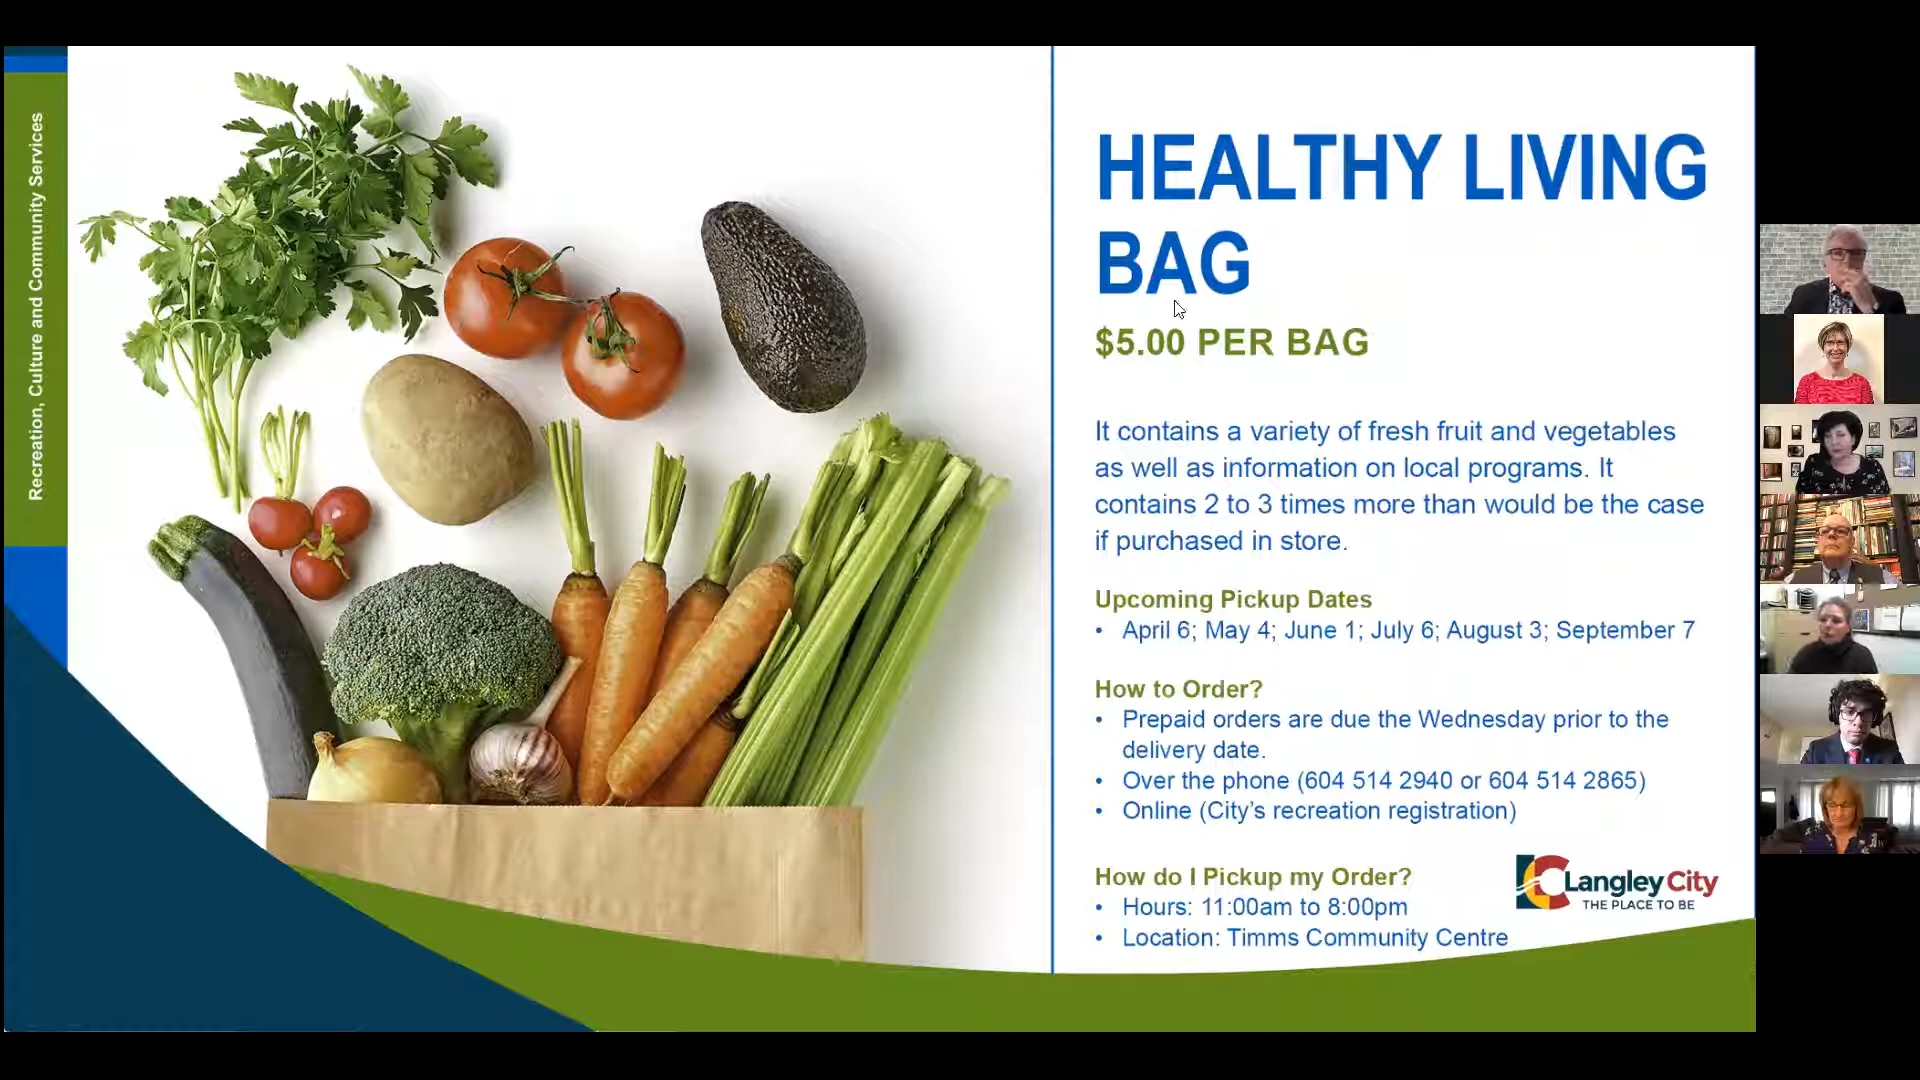 Recreation, Culture and Community Services
HEALTHY LIVING
BAG
$5.00 PER BAG
It contains a variety of fresh fruit and vegetables
as well as information on local programs. It
contains 2 to 3 times more than would be the case
if purchased in store.
Upcoming Pickup Dates
• April 6; May 4; June 1; July 6; August 3; September 7
How to Order?
• Prepaid orders are due the Wednesday prior to the
delivery date.
• Over the phone (604 514 2940 or 604 514 2865)
• Online (City's recreation registration)
How do I Pickup my Order?
• Hours: 11:00am to 8:00pm
• Location: Timms Community Centre
Langley City
THE PLACE TO BE